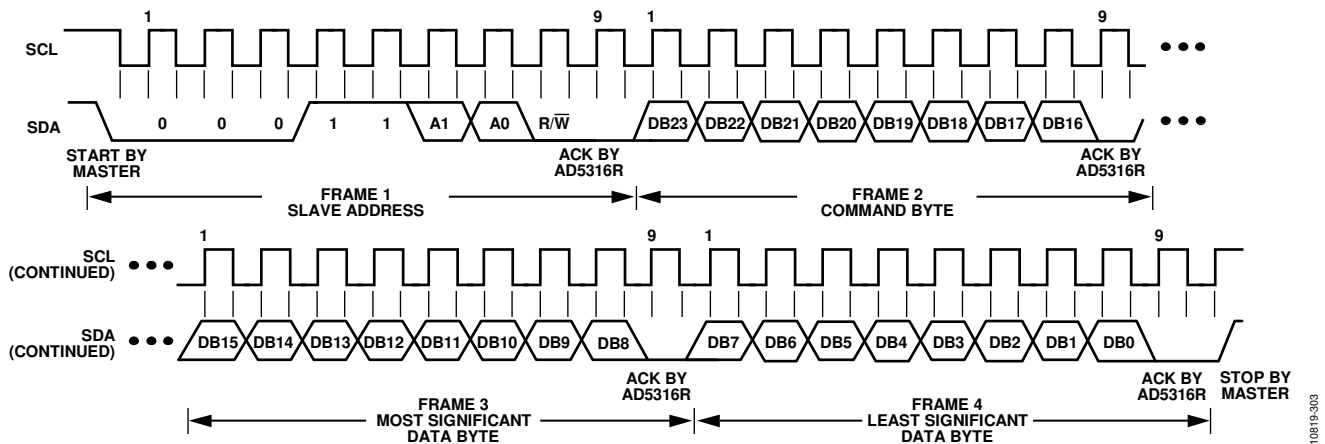 1 9 1 9
SCL
SDA
0 0 0 1 1 A1 A0 R/W̅ DB23 DB22 DB21 DB20 DB19 DB18 DB17 DB16
START BY
MASTER
ACK BY
AD5316R
ACK BY
AD5316R
FRAME 1
SLAVE ADDRESS
FRAME 2
COMMAND BYTE
1 9 1 9
SCL
(CONTINUED)
SDA
(CONTINUED)
DB15 DB14 DB13 DB12 DB11 DB10 DB9 DB8 DB7 DB6 DB5 DB4 DB3 DB2 DB1 DB0
ACK BY
AD5316R
ACK BY
AD5316R
STOP BY
MASTER
FRAME 3
MOST SIGNIFICANT
DATA BYTE
FRAME 4
LEAST SIGNIFICANT
DATA BYTE
10819-303